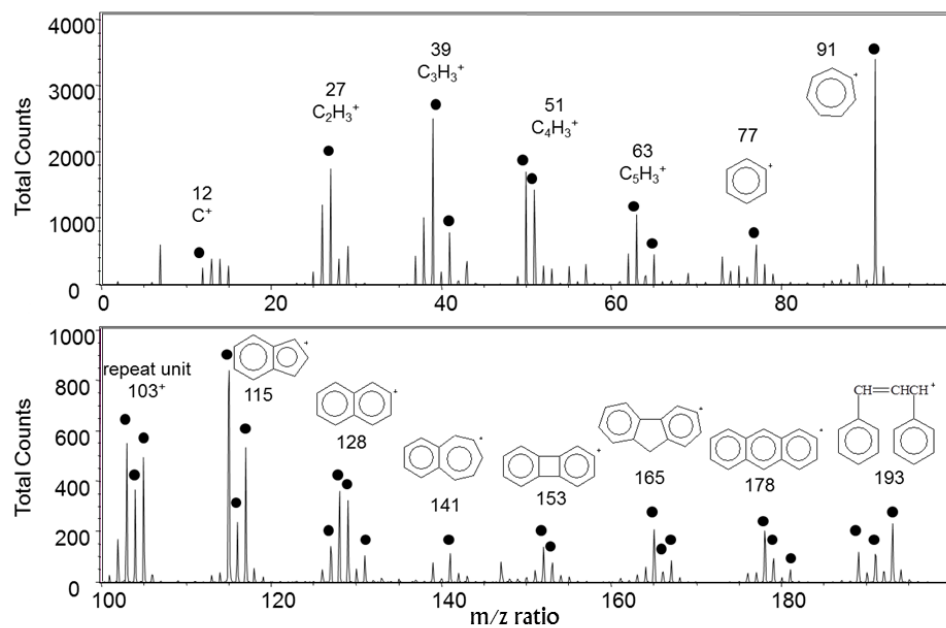 4000
3000
2000
1000
0
Total Counts
12
C⁺
27
C₂H₃⁺
39
C₃H₃⁺
51
C₄H₃⁺
63
C₅H₃⁺
77
+
91
+
0 20 40 60 80
1000
800
600
400
200
0
Total Counts
repeat unit
103⁺
+
115
+
128
+
141
+
153
+
165
+
178
CH=CHCH⁺
193
100 120 140 160 180
m/z ratio